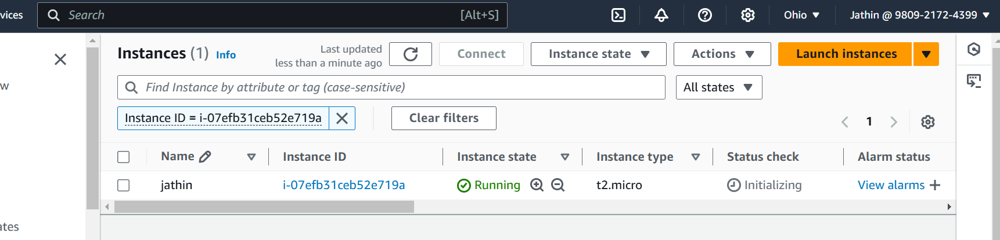 vices Search [Alt+S] Ohio Jathin @ 9809-2172-4399
Instances (1) Info Last updated less than a minute ago Connect Instance state Actions Launch instances
w
Find Instance by attribute or tag (case-sensitive) All states
Instance ID = i-07efb31ceb52e719a Clear filters 1
Name Instance ID Instance state Instance type Status check Alarm status
jathin i-07efb31ceb52e719a Running t2.micro Initializing View alarms
ates